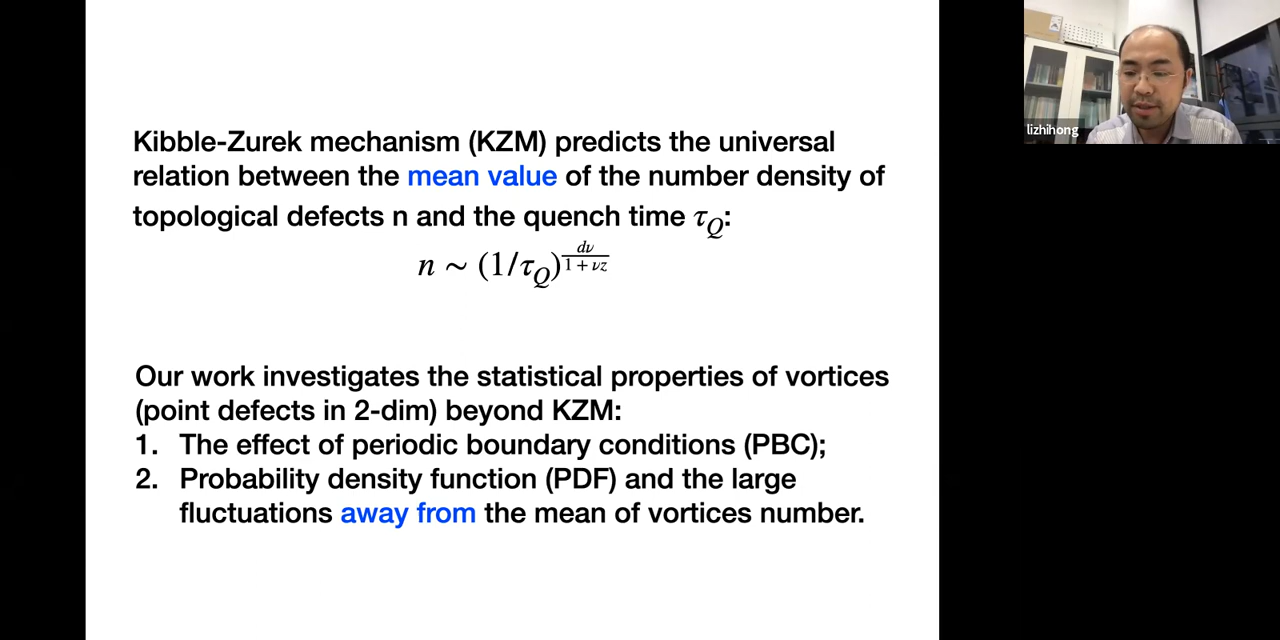 Kibble-Zurek mechanism (KZM) predicts the universal
relation between the mean value of the number density of
topological defects n and the quench time τ_Q:
n ∼ (1/τ_Q)^{\frac{dν}{1 + νz}}
Our work investigates the statistical properties of vortices
(point defects in 2-dim) beyond KZM:
1. The effect of periodic boundary conditions (PBC);
2. Probability density function (PDF) and the large
fluctuations away from the mean of vortices number.
lizhihong